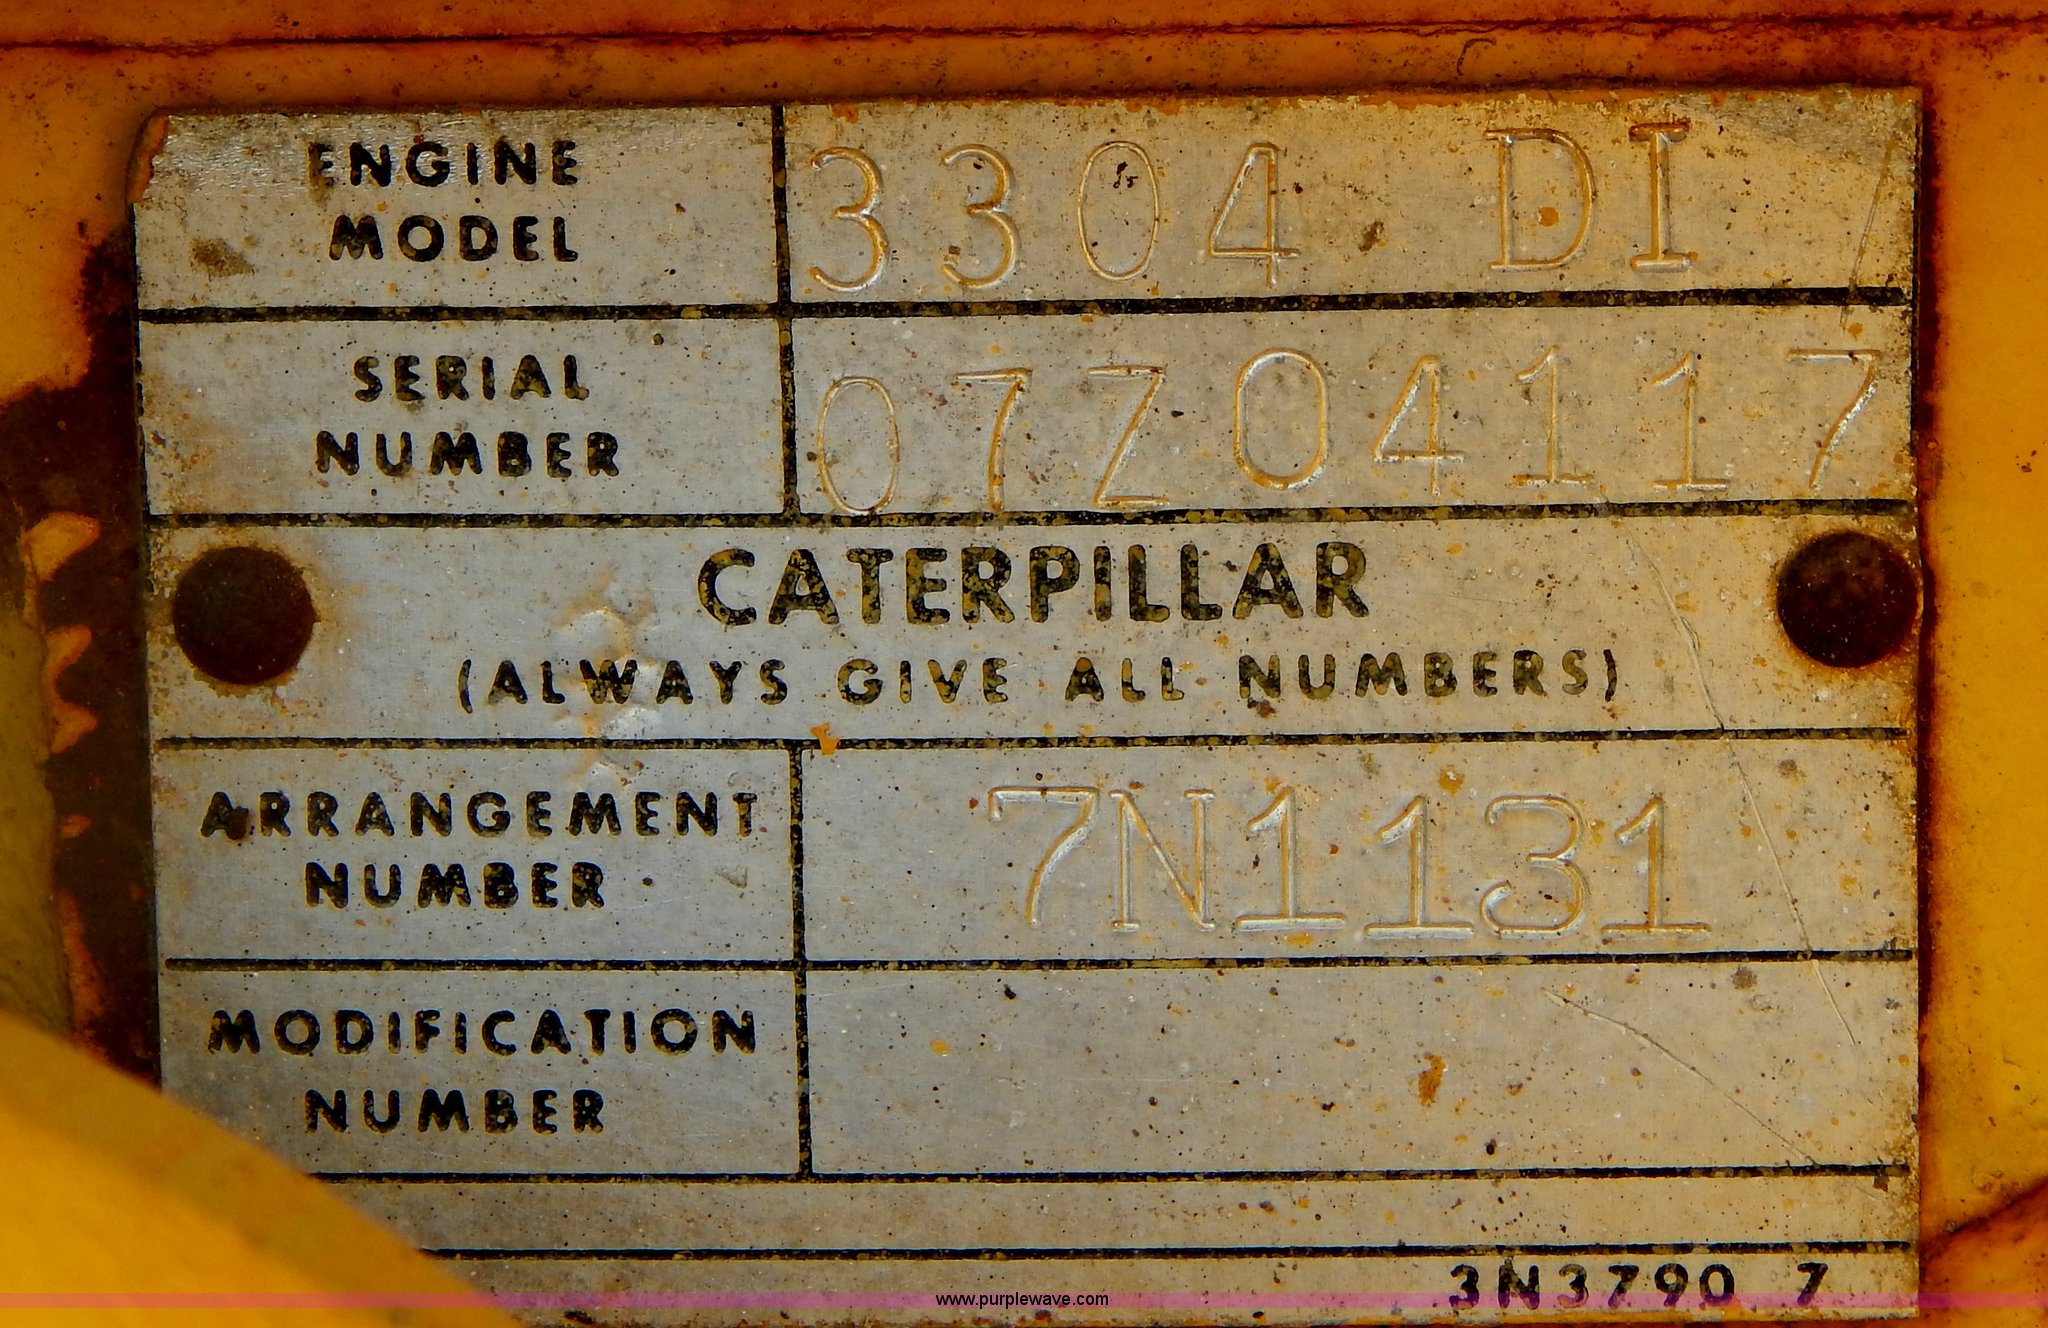 ENGINE MODEL 3304 DI
SERIAL NUMBER 07Z04117
CATERPILLAR
(ALWAYS GIVE ALL NUMBERS)
ARRANGEMENT NUMBER 7N1131
MODIFICATION NUMBER
3N3790 7
www.purplewave.com